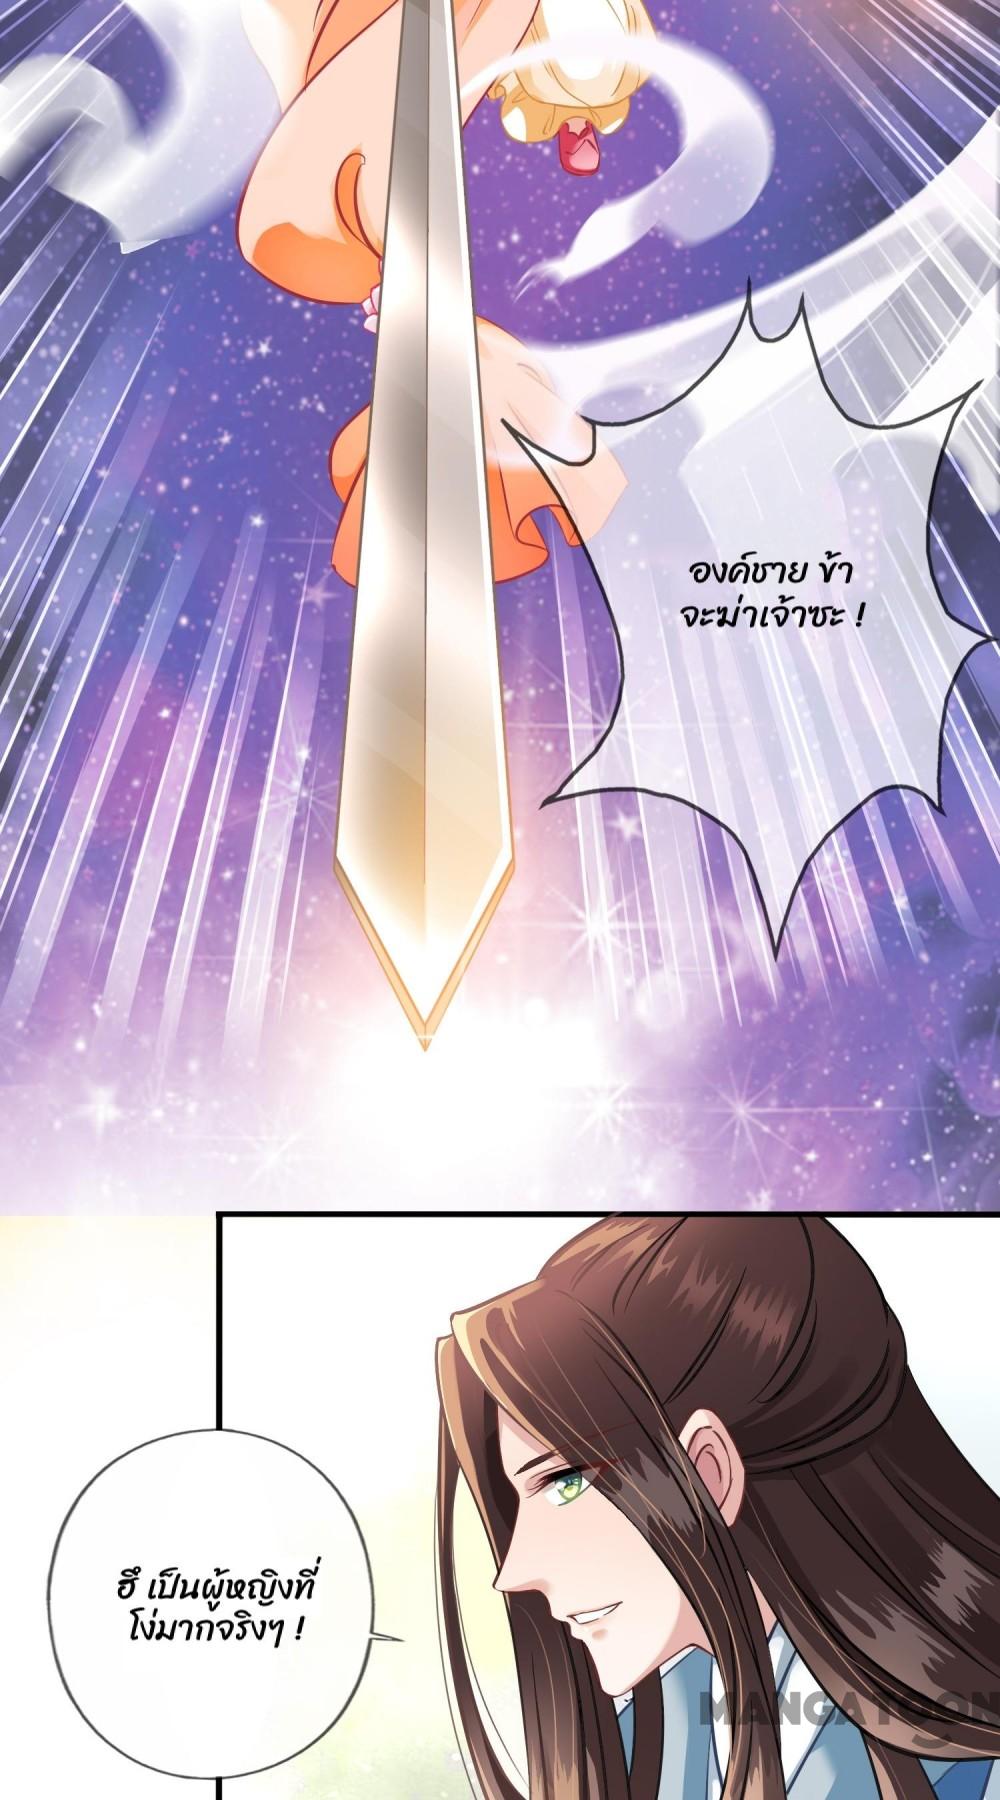 องค์ชาย ข้า
จะฆ่าเจ้าซะ !
ฮึ เป็นผู้หญิงที่
โง่มากจริงๆ !
MANGATOON